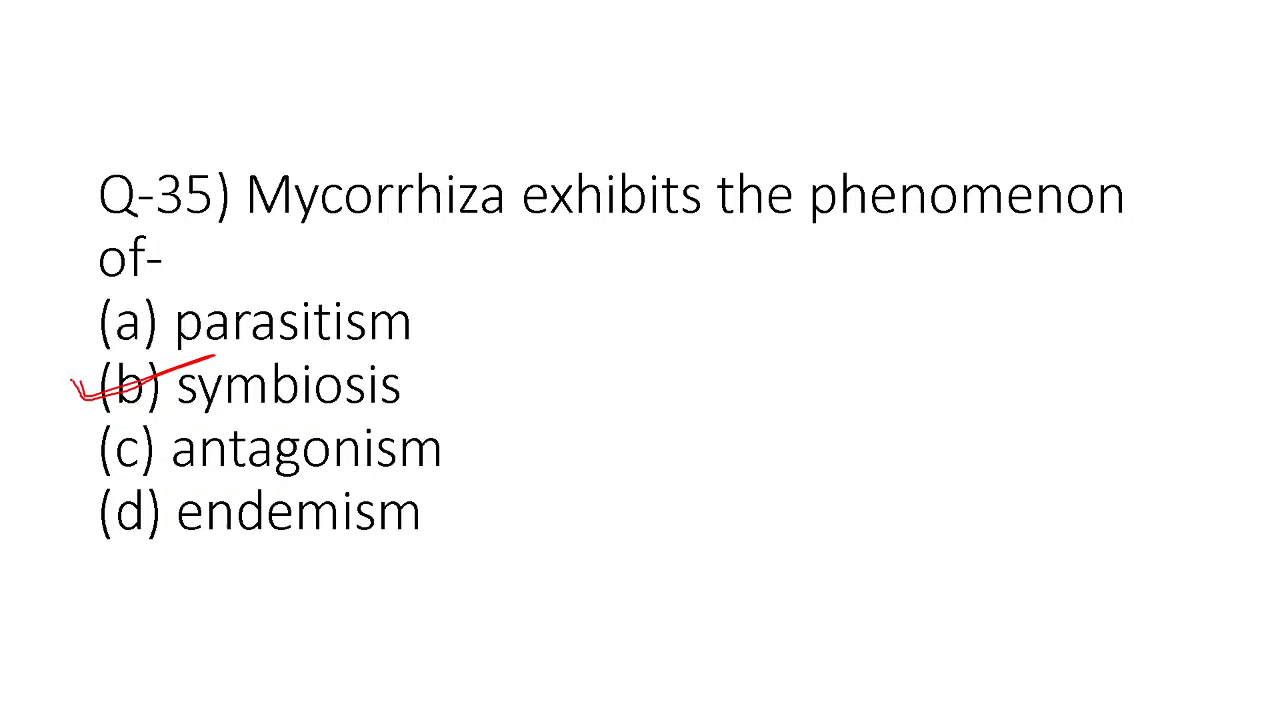 Q-35) Mycorrhiza exhibits the phenomenon
of-
(a) parasitism
(b) symbiosis
(c) antagonism
(d) endemism